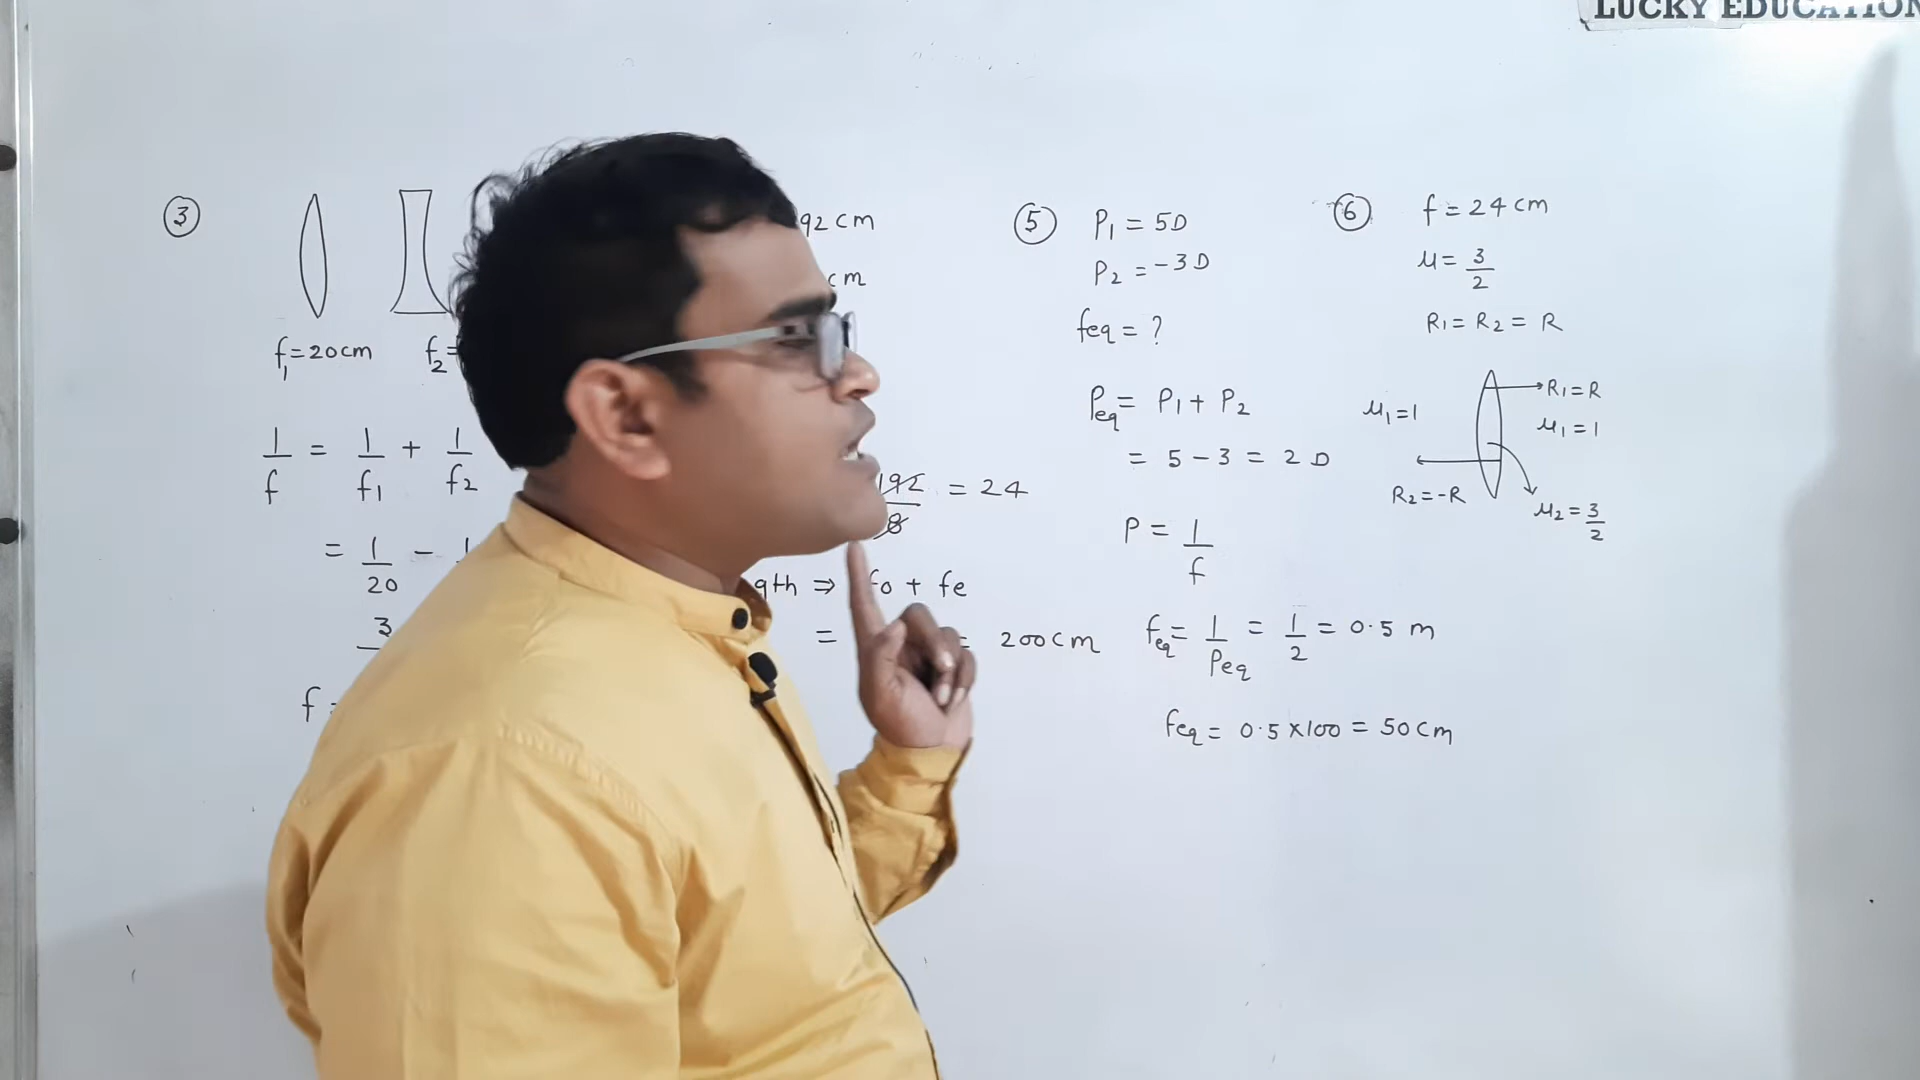 LUCKY EDUCATION
③
f₁=20cm f₂=
1/f = 1/f₁ + 1/f₂
= 1/20 -
3
f =
92 cm
cm
192/8 = 24
gth ⇒ fo + fe
= = 200cm
⑤ P₁ = 5D
P₂ = -3D
feq = ?
Peq = P₁ + P₂
= 5 - 3 = 2 D
P = 1/f
feq = 1/Peq = 1/2 = 0.5 m
feq = 0.5 x100 = 50cm
⑥ f = 24cm
μ = 3/2
R₁ = R₂ = R
R₁=R
μ₁=1
μ₁=1
R₂=-R
μ₂=3/2